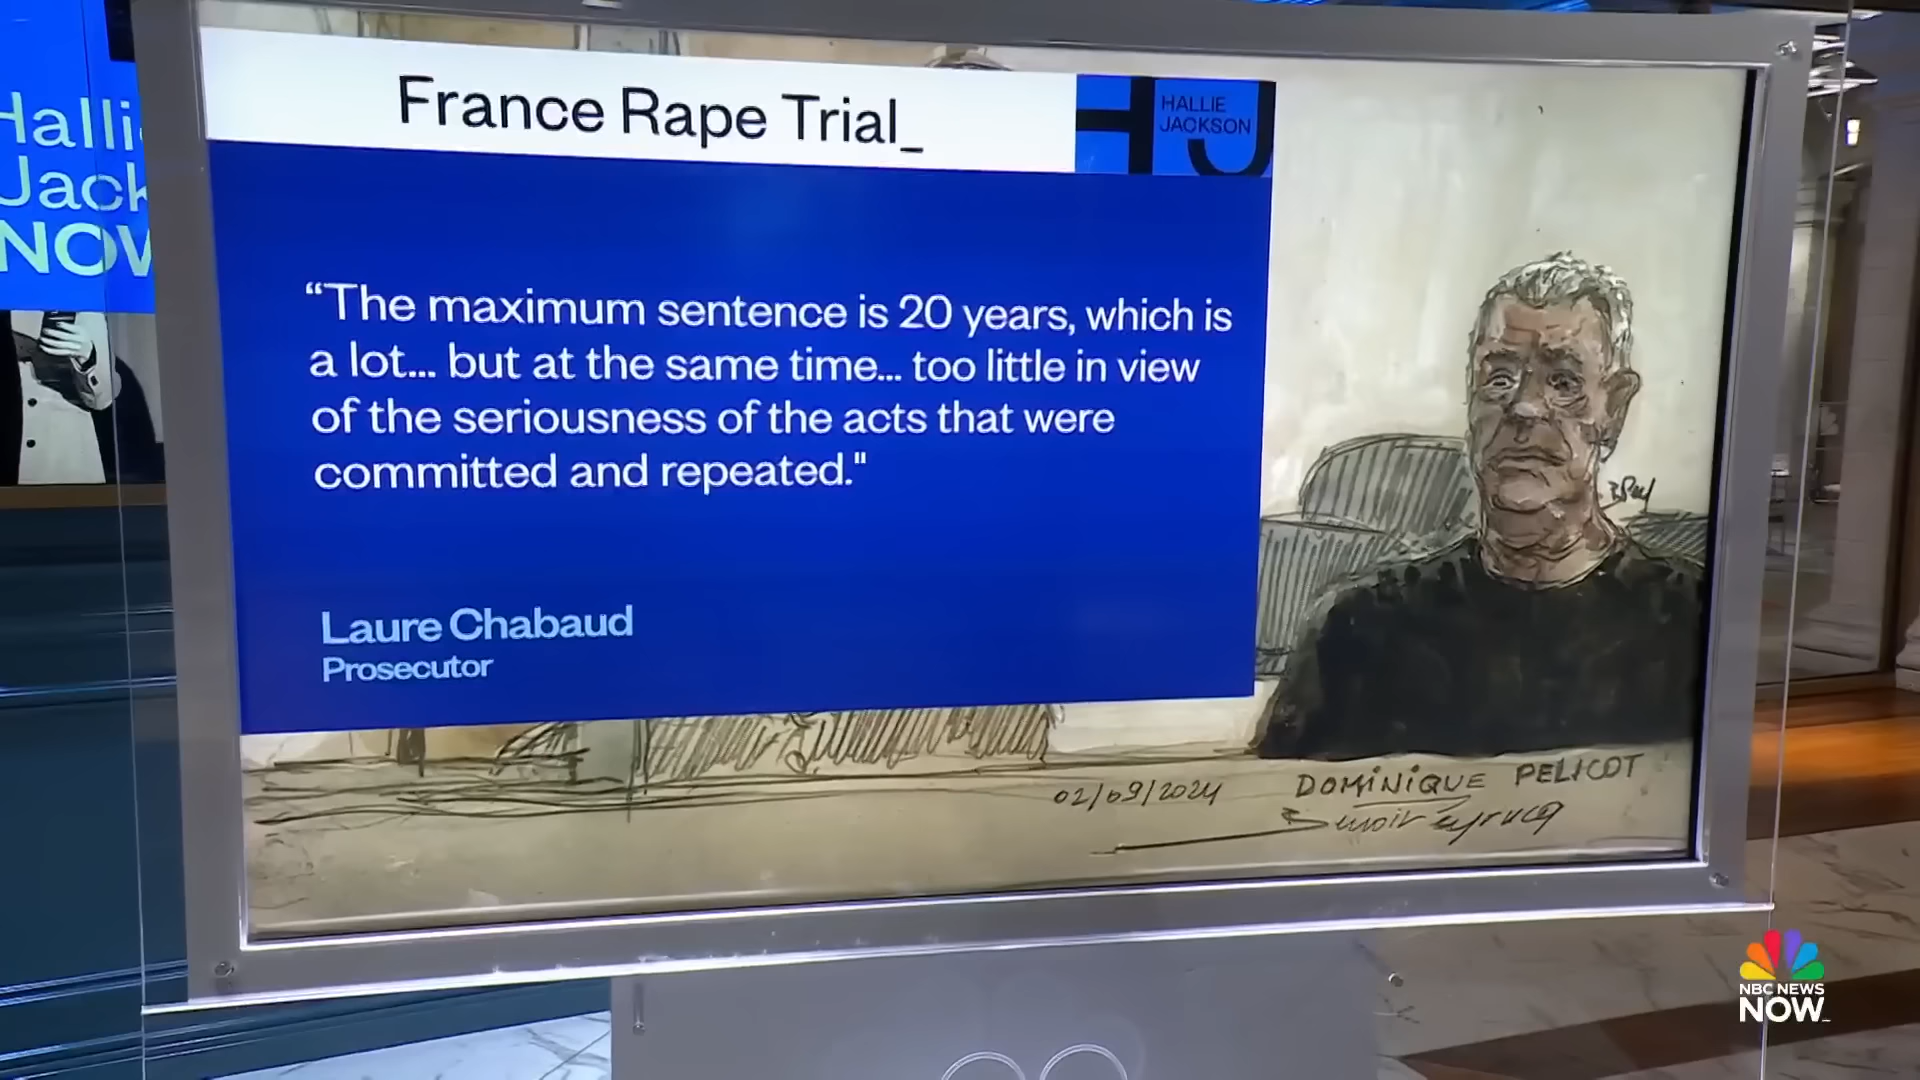 Halli
Jack
NOW
France Rape Trial_
HALLIE
JACKSON
HJ
“The maximum sentence is 20 years, which is
a lot... but at the same time... too little in view
of the seriousness of the acts that were
committed and repeated."
Laure Chabaud
Prosecutor
02/09/2024
DOMINIQUE PELICOT
NBC NEWS
NOW_